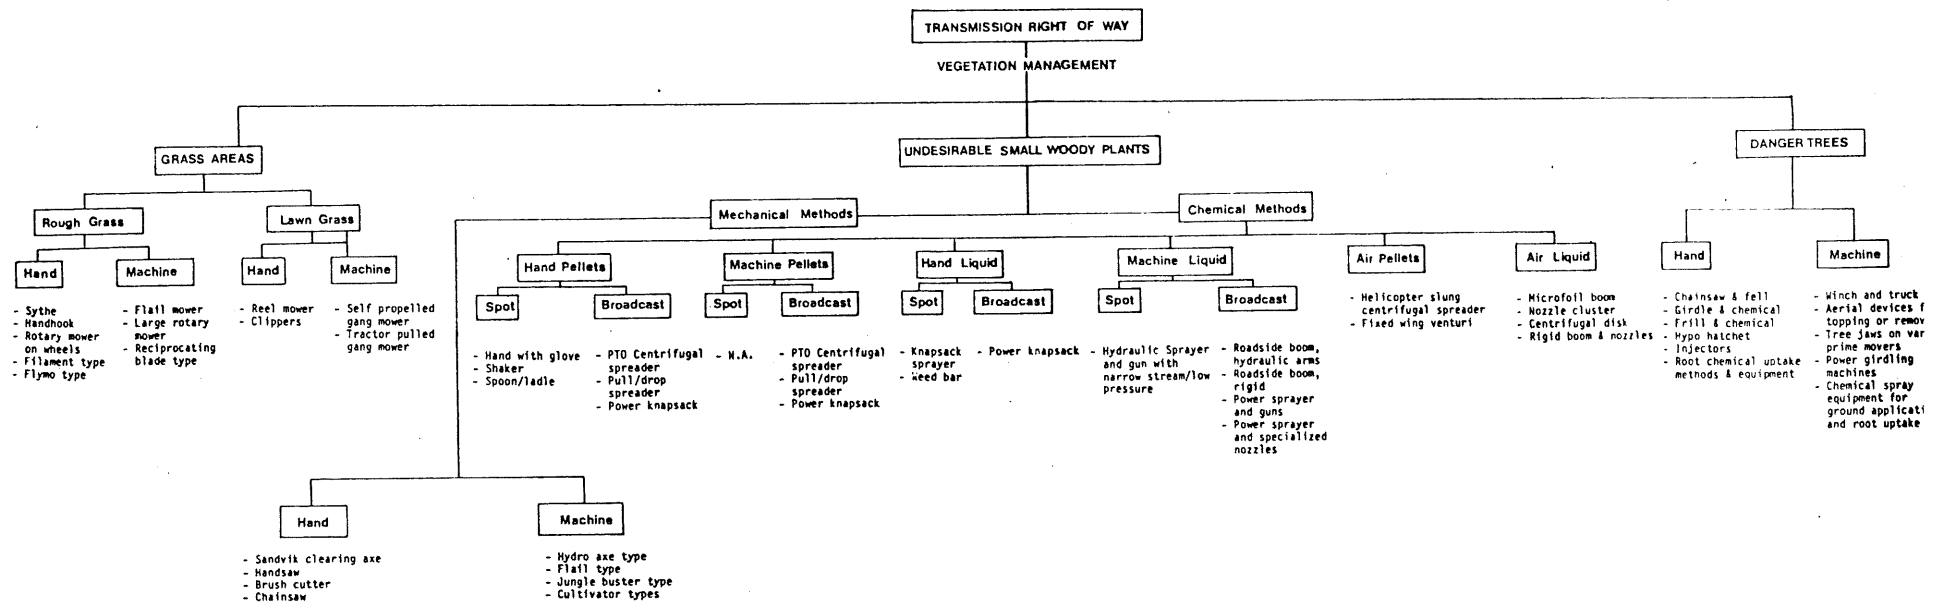 TRANSMISSION RIGHT OF WAY
VEGETATION MANAGEMENT
GRASS AREAS
UNDESIRABLE SMALL WOODY PLANTS
DANGER TREES
Rough Grass
Lawn Grass
Mechanical Methods
Chemical Methods
Hand
Machine
Hand
Machine
Hand Pellets
Machine Pellets
Hand Liquid
Machine Liquid
Air Pellets
Air Liquid
Hand
Machine
Spot
Broadcast
Spot
Broadcast
Spot
Broadcast
Spot
Broadcast
- Sythe
- Handhook
- Rotary mower
on wheels
- Filament type
- Flymo type
- Flail mower
- Large rotary
mower
- Reciprocating
blade type
- Reel mower
- Clippers
- Self propelled
gang mower
- Tractor pulled
gang mower
- Hand with glove
- Shaker
- Spoon/ladle
- PTO Centrifugal
spreader
- Pull/drop
spreader
- Power knapsack
- N.A.
- PTO Centrifugal
spreader
- Pull/drop
spreader
- Power knapsack
- Knapsack
sprayer
- Weed bar
- Power knapsack
- Hydraulic Sprayer
and gun with
narrow stream/low
pressure
- Roadside boom,
hydraulic arms
- Roadside boom,
rigid
- Power sprayer
and guns
- Power sprayer
and specialized
nozzles
- Helicopter slung
centrifugal spreader
- Fixed wing venturi
- Microfoil boom
- Nozzle cluster
- Centrifugal disk
- Rigid boom & nozzles
- Chainsaw & fell
- Girdle & chemical
- Frill & chemical
- Hypo hatchet
- Injectors
- Root chemical uptake
methods & equipment
- Winch and truck
- Aerial devices f
topping or remov
- Tree jaws on var
prime movers
- Power girdling
machines
- Chemical spray
equipment for
ground applicati
and root uptake
Hand
Machine
- Sandvik clearing axe
- Handsaw
- Brush cutter
- Chainsaw
- Hydro axe type
- Flail type
- Jungle buster type
- Cultivator types